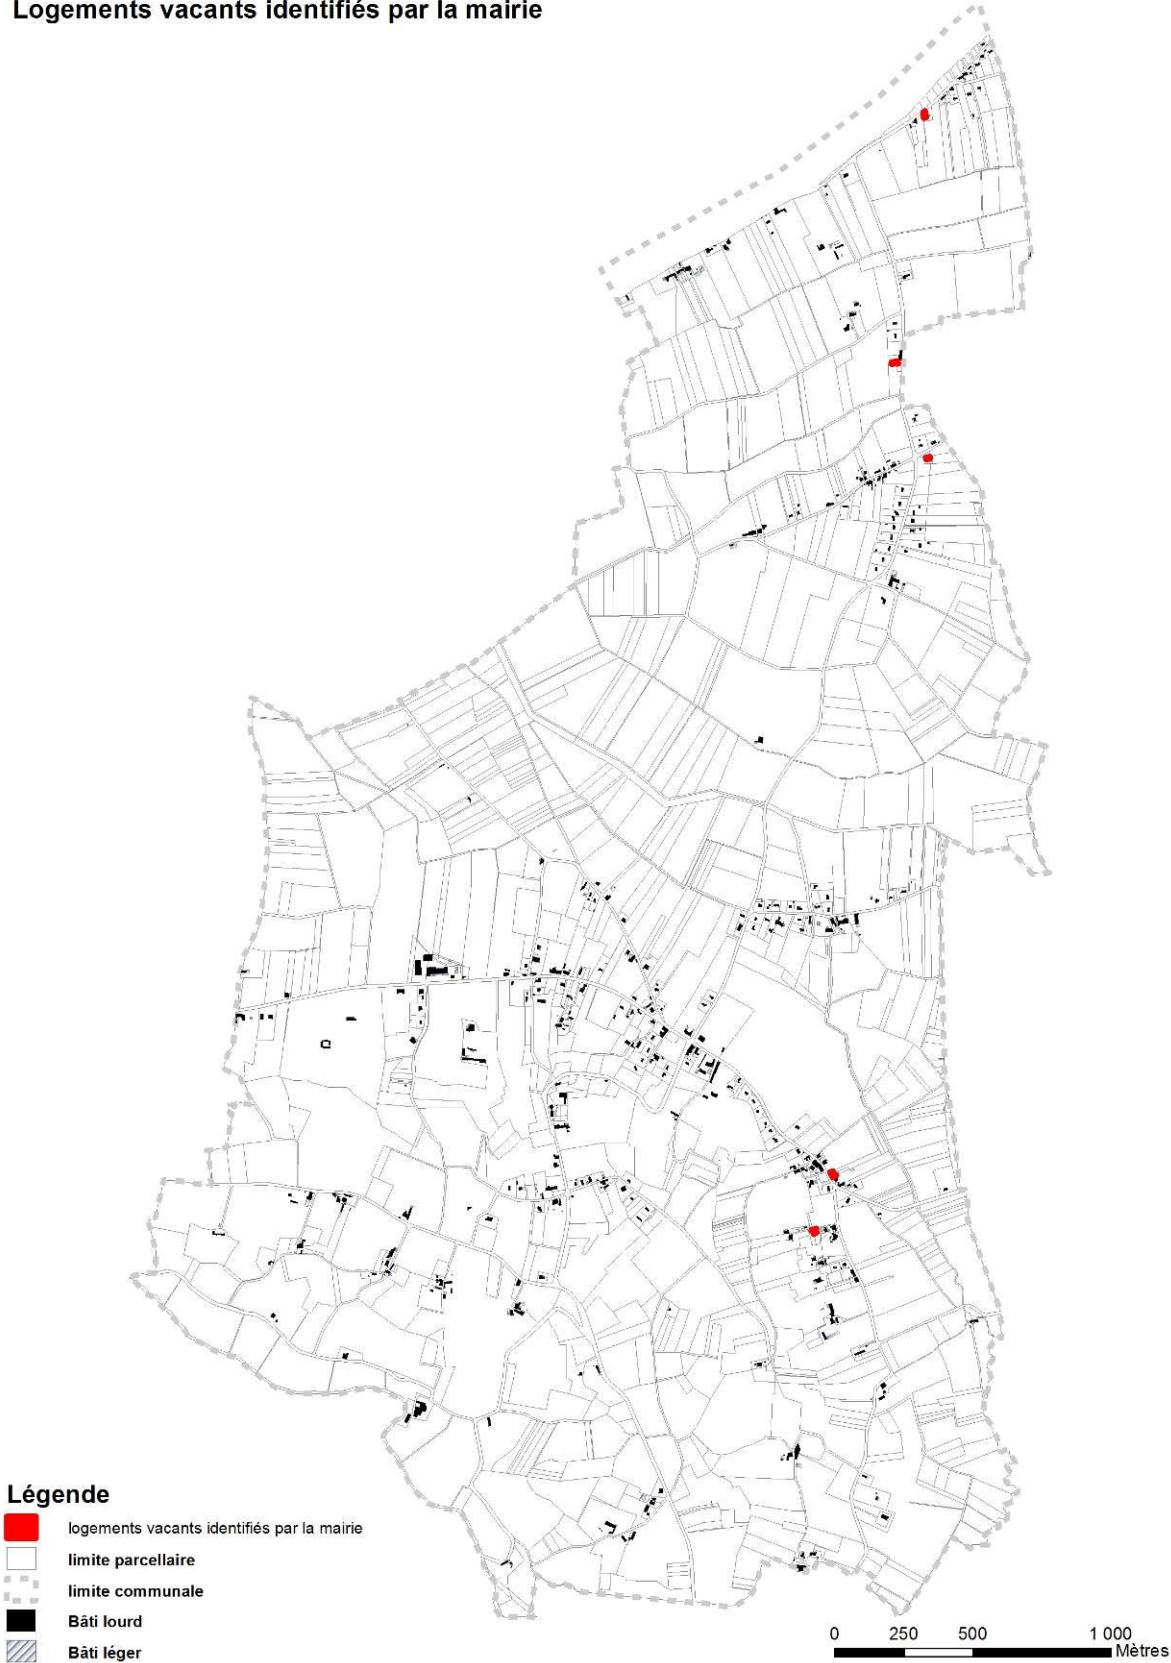 Logements vacants identifiés par la mairie
Légende
logements vacants identifiés par la mairie
limite parcellaire
limite communale
Bâti lourd
Bâti léger
0 250 500 1 000
Mètres